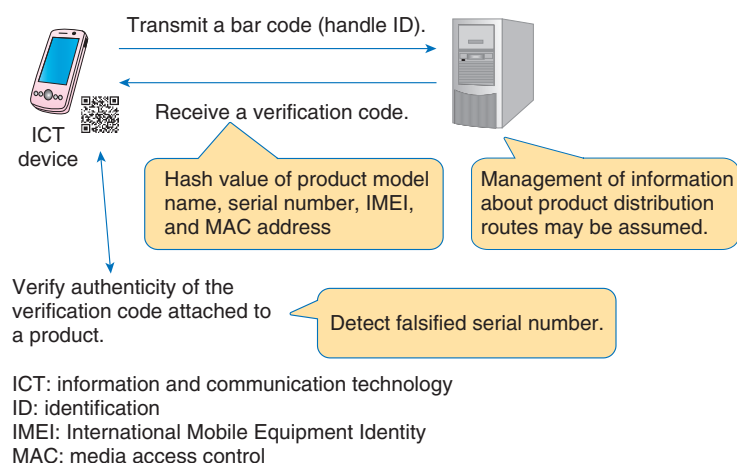 Transmit a bar code (handle ID).
Receive a verification code.
ICT
device
Hash value of product model
name, serial number, IMEI,
and MAC address
Management of information
about product distribution
routes may be assumed.
Verify authenticity of the
verification code attached to
a product.
Detect falsified serial number.
ICT: information and communication technology
ID: identification
IMEI: International Mobile Equipment Identity
MAC: media access control